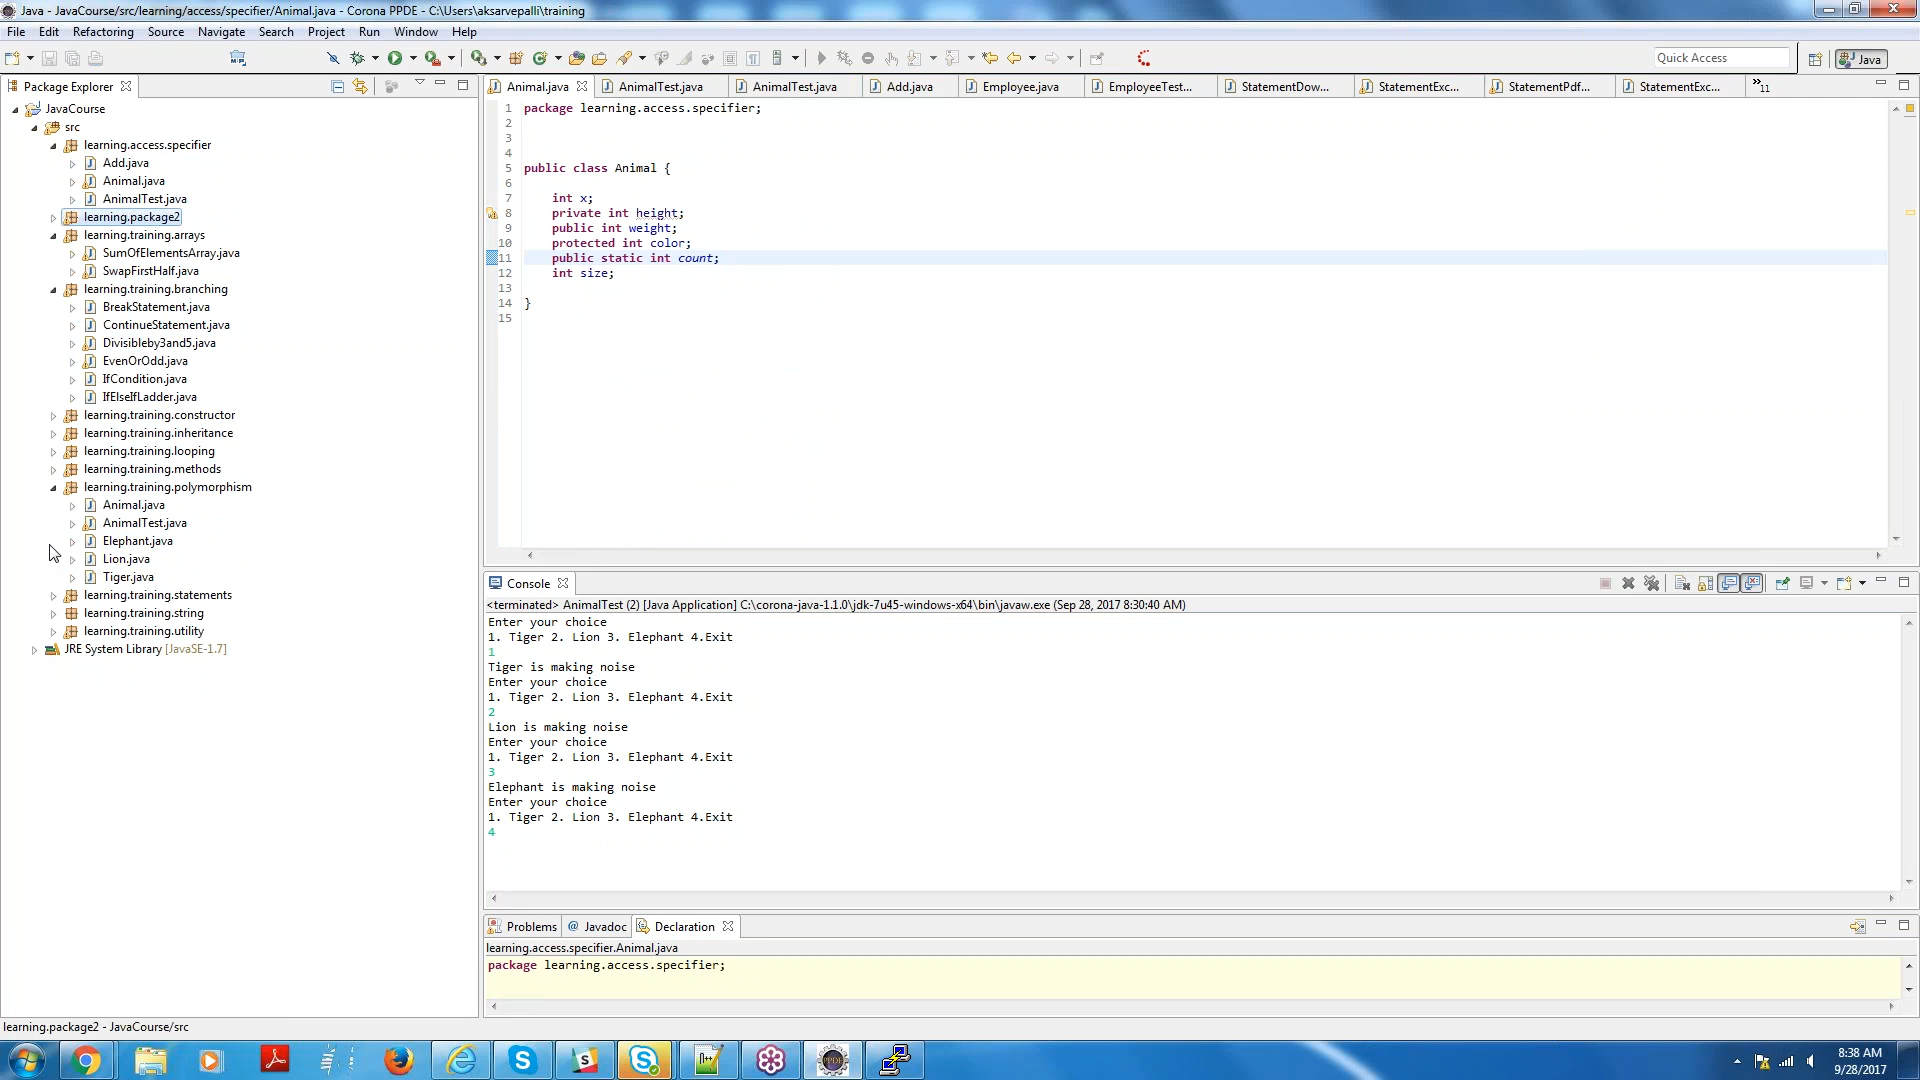 Java - JavaCourse/src/learning/access/specifier/Animal.java - Corona PPDE - C:\Users\aksarvepalli\training
File Edit Refactoring Source Navigate Search Project Run Window Help
Quick Access
Java
Package Explorer
JavaCourse
src
learning.access.specifier
Add.java
Animal.java
AnimalTest.java
learning.package2
learning.training.arrays
SumOfElementsArray.java
SwapFirstHalf.java
learning.training.branching
BreakStatement.java
ContinueStatement.java
Divisibleby3and5.java
EvenOrOdd.java
IfCondition.java
IfElseIfLadder.java
learning.training.constructor
learning.training.inheritance
learning.training.looping
learning.training.methods
learning.training.polymorphism
Animal.java
AnimalTest.java
Elephant.java
Lion.java
Tiger.java
learning.training.statements
learning.training.string
learning.training.utility
JRE System Library [JavaSE-1.7]
Animal.java AnimalTest.java AnimalTest.java Add.java Employee.java EmployeeTest... StatementDow... StatementExc... StatementPdf... StatementExc... »11
1 package learning.access.specifier;
2
3
4
5 public class Animal {
6
7 int x;
8 private int height;
9 public int weight;
10 protected int color;
11 public static int count;
12 int size;
13
14 }
15
Console
<terminated> AnimalTest (2) [Java Application] C:\corona-java-1.1.0\jdk-7u45-windows-x64\bin\javaw.exe (Sep 28, 2017 8:30:40 AM)
Enter your choice
1. Tiger 2. Lion 3. Elephant 4.Exit
1
Tiger is making noise
Enter your choice
1. Tiger 2. Lion 3. Elephant 4.Exit
2
Lion is making noise
Enter your choice
1. Tiger 2. Lion 3. Elephant 4.Exit
3
Elephant is making noise
Enter your choice
1. Tiger 2. Lion 3. Elephant 4.Exit
4
Problems @ Javadoc Declaration
learning.access.specifier.Animal.java
package learning.access.specifier;
learning.package2 - JavaCourse/src
8:38 AM
9/28/2017